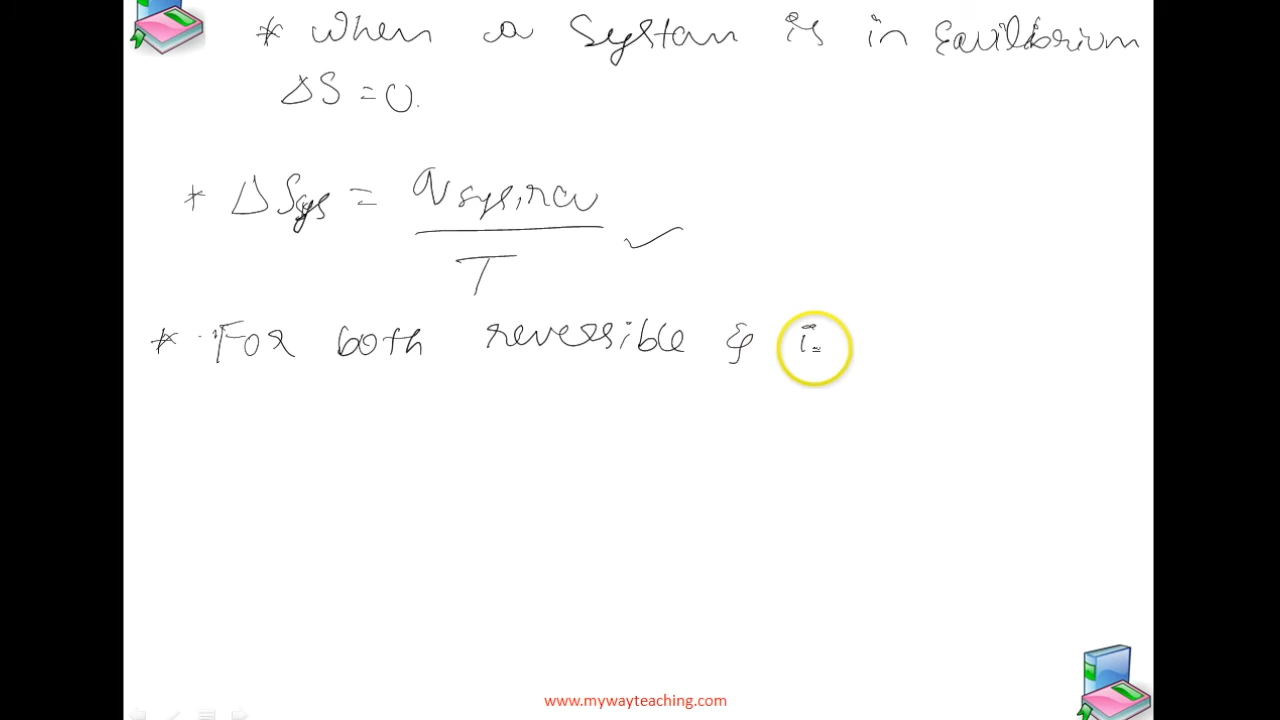 * When a System is in Equilibrium
ΔS = 0.
* ΔSsys = qsys,rev
T
* For both reversible & i
www.mywayteaching.com